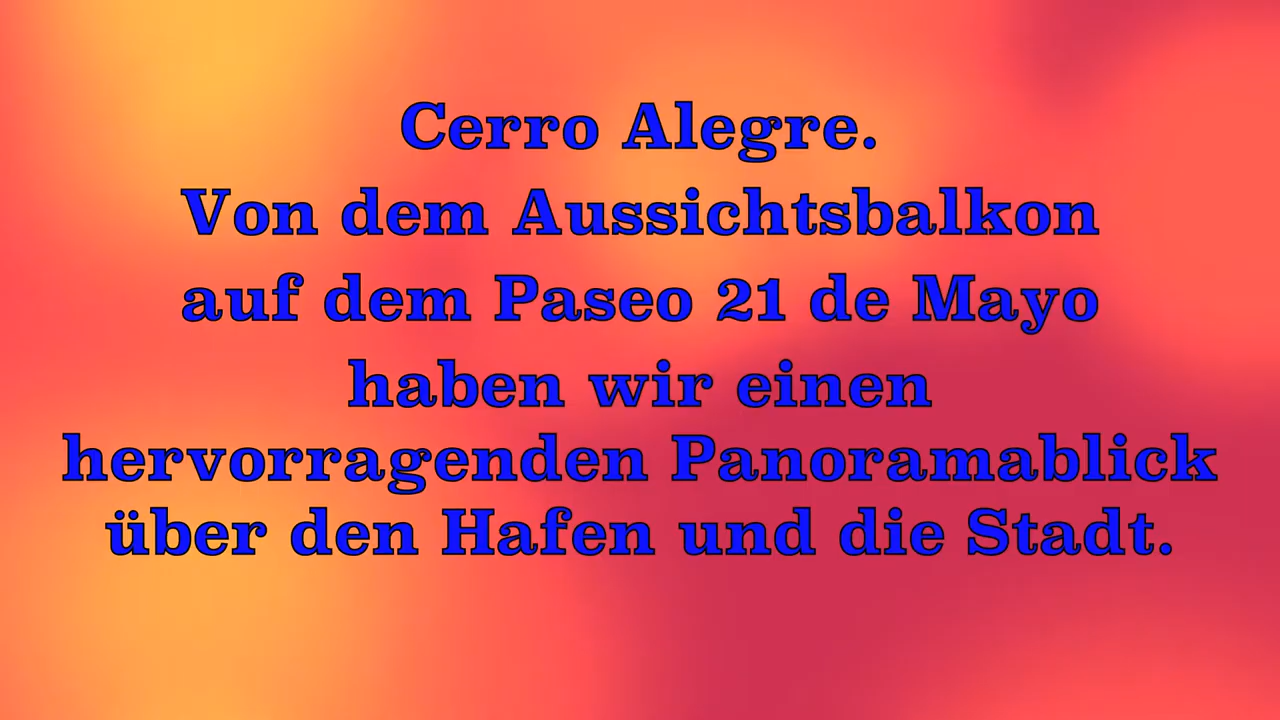 Cerro Alegre.
Von dem Aussichtsbalkon
auf dem Paseo 21 de Mayo
haben wir einen
hervorragenden Panoramablick
über den Hafen und die Stadt.